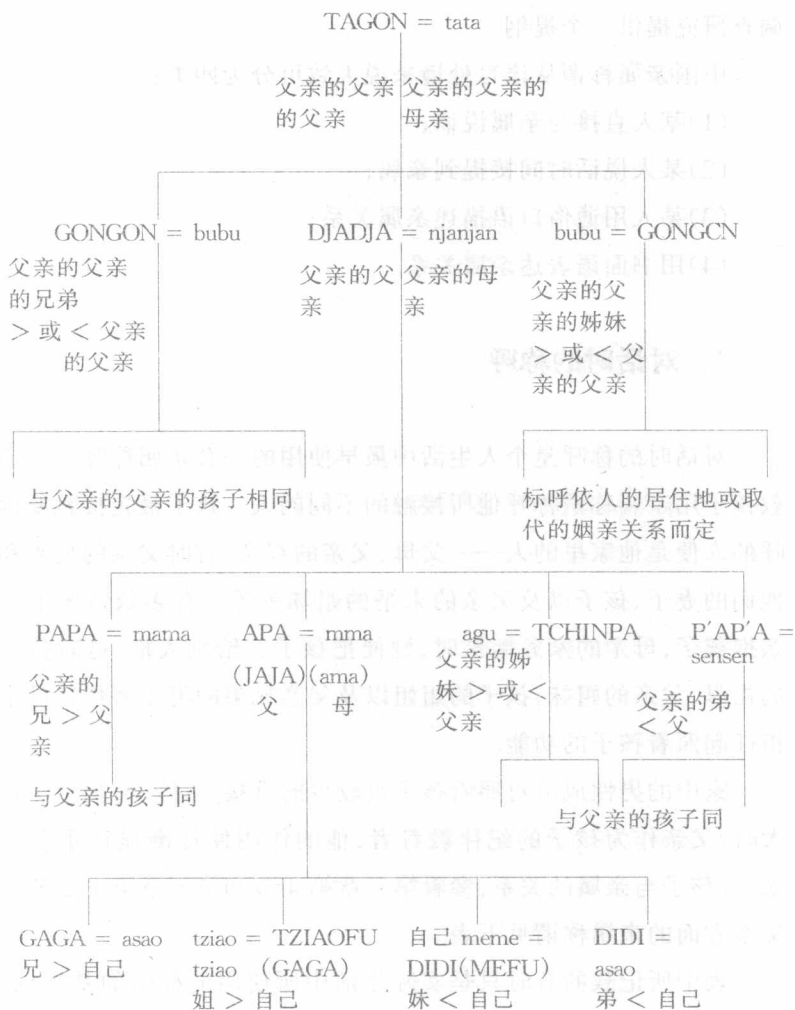 TAGON = tata
父亲的父亲 父亲的父亲的
的父亲 母亲
GONGON = bubu DJADJA = njanjan bubu = GONGCN
父亲的父亲
的兄弟
> 或 < 父亲
的父亲
父亲的父 父亲的母
亲 亲
父亲的父
亲的姊妹
> 或 < 父
亲的父亲
与父亲的父亲的孩子相同
标呼依人的居住地或取
代的姻亲关系而定
PAPA = mama APA = mma agu = TCHINPA P'AP'A =
sensen
(JAJA) (ama)
父 母
父亲的
兄 > 父
亲
父亲的姊
妹 > 或 <
父亲
父亲的弟
< 父
与父亲的孩子同
与父亲的孩子同
GAGA = asao tziao = TZIAOFU 自己 meme = DIDI =
兄 > 自己 tziao (GAGA) DIDI(MEFU) asao
姐 > 自己 妹 < 自己 弟 < 自己